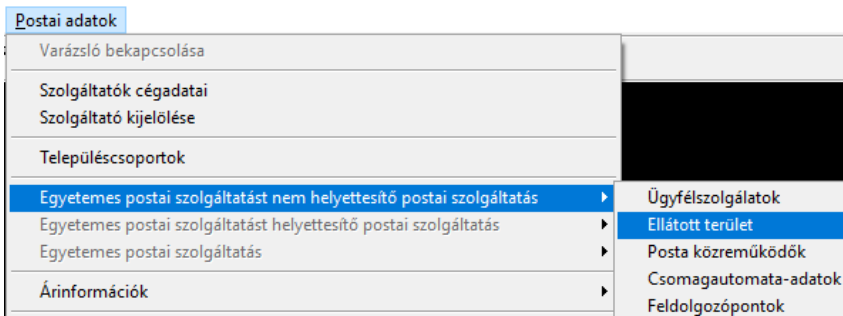 Postai adatok
Varázsló bekapcsolása
Szolgáltatók cégadatai
Szolgáltató kijelölése
Településcsoportok
Egyetemes postai szolgáltatást nem helyettesítő postai szolgáltatás
Egyetemes postai szolgáltatást helyettesítő postai szolgáltatás
Egyetemes postai szolgáltatás
Árinformációk
Ügyfélszolgálatok
Ellátott terület
Posta közreműködők
Csomagautomata-adatok
Feldolgozópontok